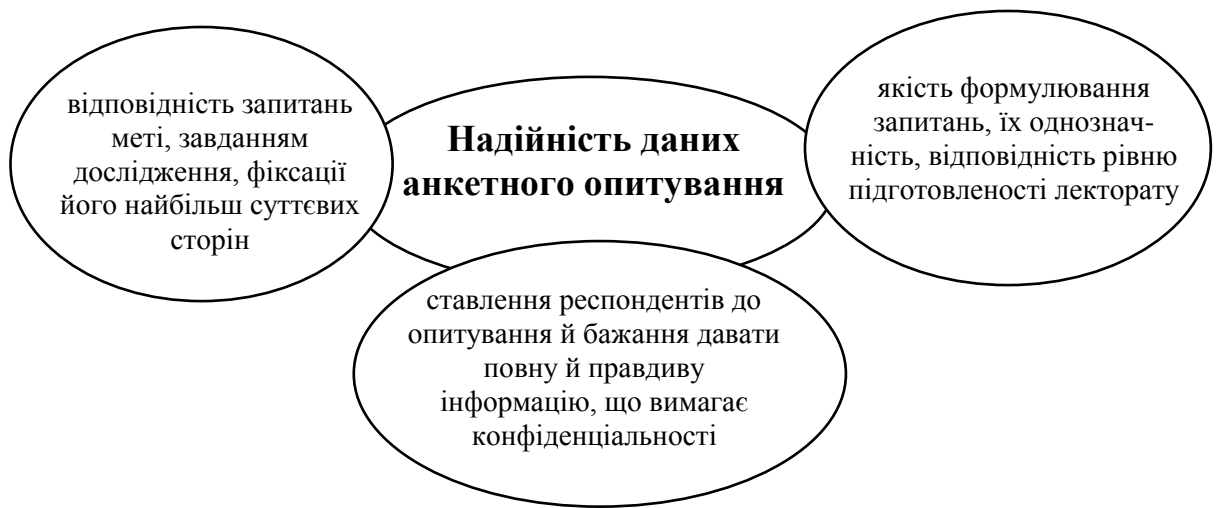 відповідність запитань
меті, завданням
дослідження, фіксації
його найбільш суттєвих
сторін
Надійність даних
анкетного опитування
якість формулювання
запитань, їх однознач-
ність, відповідність рівню
підготовленості лекторату
ставлення респондентів до
опитування й бажання давати
повну й правдиву
інформацію, що вимагає
конфіденціальності